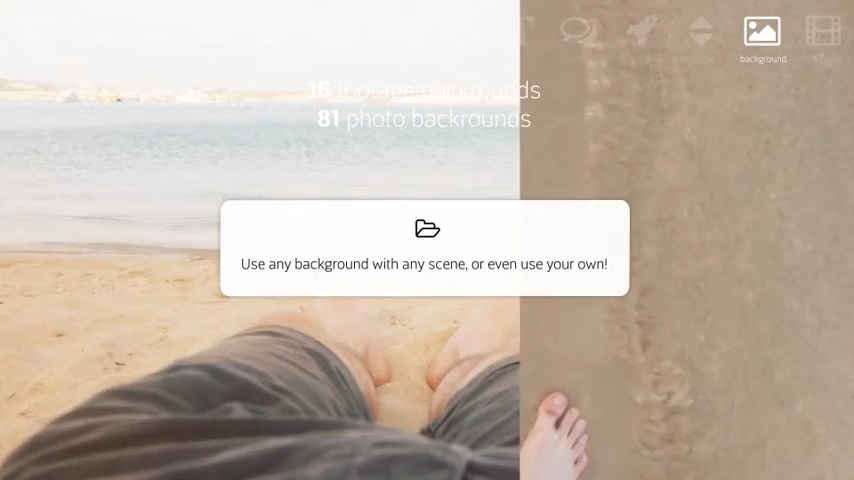 background
16 footage backrounds
81 photo backrounds
Use any background with any scene, or even use your own!